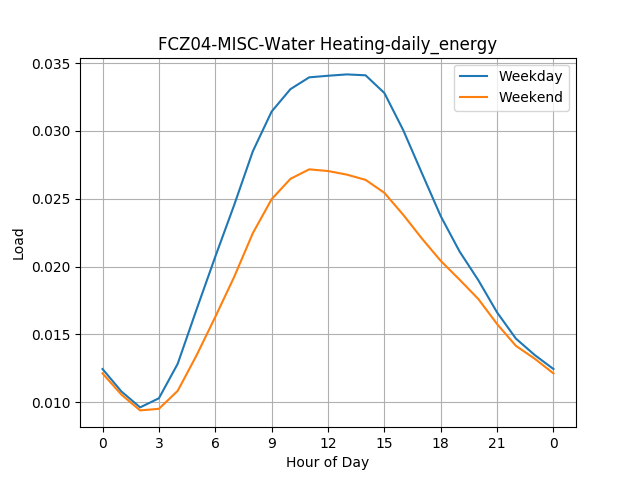 FCZ04-MISC-Water Heating-daily_energy
Weekday
Weekend
0.035
0.030
0.025
0.020
0.015
0.010
Load
0 3 6 9 12 15 18 21 0
Hour of Day